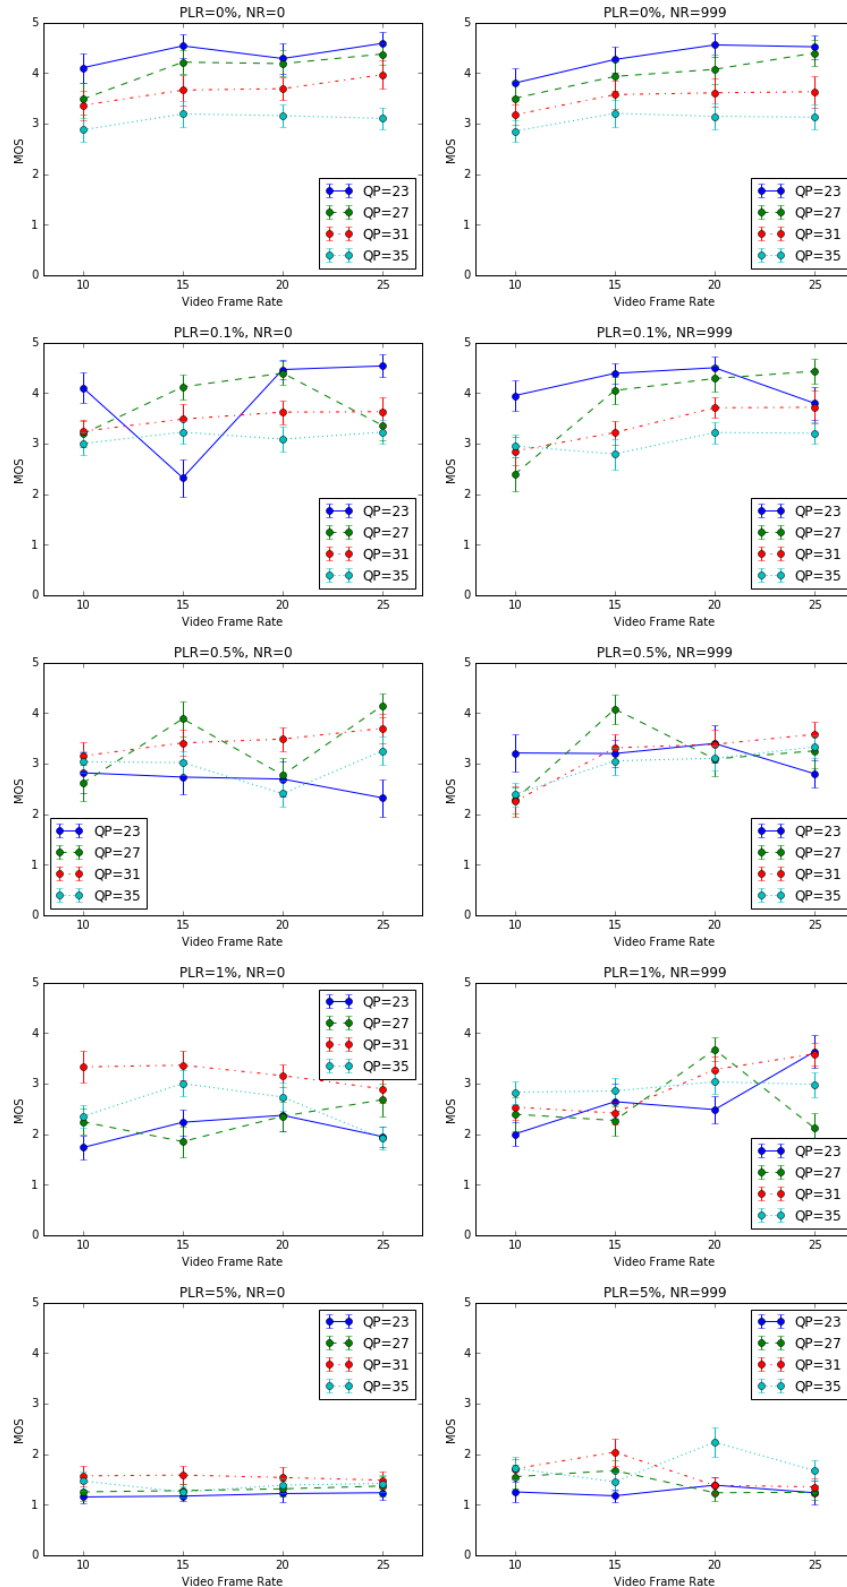 PLR=0%, NR=0
5
4
3
2
1
0
MOS
QP=23
QP=27
QP=31
QP=35
10 15 20 25
Video Frame Rate
PLR=0%, NR=999
5
4
3
2
1
0
MOS
QP=23
QP=27
QP=31
QP=35
10 15 20 25
Video Frame Rate
PLR=0.1%, NR=0
5
4
3
2
1
0
MOS
QP=23
QP=27
QP=31
QP=35
10 15 20 25
Video Frame Rate
PLR=0.1%, NR=999
5
4
3
2
1
0
MOS
QP=23
QP=27
QP=31
QP=35
10 15 20 25
Video Frame Rate
PLR=0.5%, NR=0
5
4
3
2
1
0
MOS
QP=23
QP=27
QP=31
QP=35
10 15 20 25
Video Frame Rate
PLR=0.5%, NR=999
5
4
3
2
1
0
MOS
QP=23
QP=27
QP=31
QP=35
10 15 20 25
Video Frame Rate
PLR=1%, NR=0
5
4
3
2
1
0
MOS
QP=23
QP=27
QP=31
QP=35
10 15 20 25
Video Frame Rate
PLR=1%, NR=999
5
4
3
2
1
0
MOS
QP=23
QP=27
QP=31
QP=35
10 15 20 25
Video Frame Rate
PLR=5%, NR=0
5
4
3
2
1
0
MOS
QP=23
QP=27
QP=31
QP=35
10 15 20 25
Video Frame Rate
PLR=5%, NR=999
5
4
3
2
1
0
MOS
QP=23
QP=27
QP=31
QP=35
10 15 20 25
Video Frame Rate